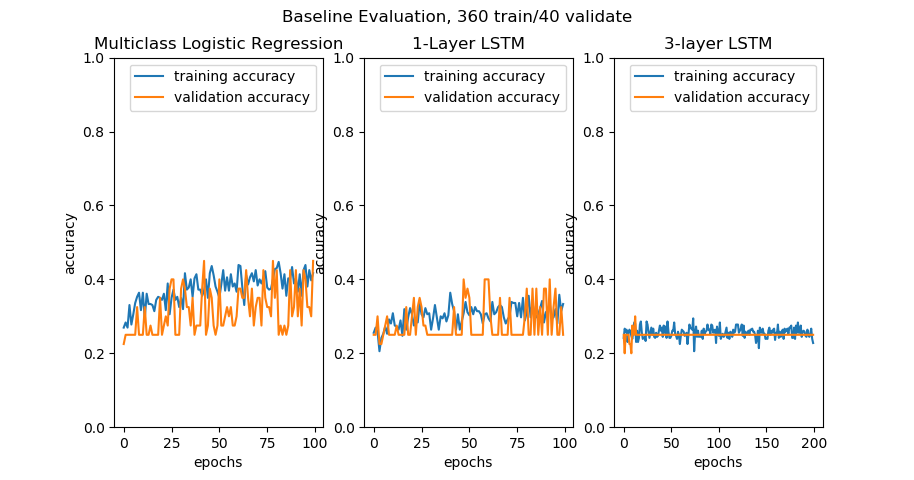 Baseline Evaluation, 360 train/40 validate
Multiclass Logistic Regression
1.0
0.8
0.6
0.4
0.2
0.0
accuracy
training accuracy
validation accuracy
0
25
50
75
100
epochs
1-Layer LSTM
1.0
0.8
0.6
0.4
0.2
0.0
accuracy
training accuracy
validation accuracy
0
25
50
75
100
epochs
3-layer LSTM
1.0
0.8
0.6
0.4
0.2
0.0
accuracy
training accuracy
validation accuracy
0
50
100
150
200
epochs